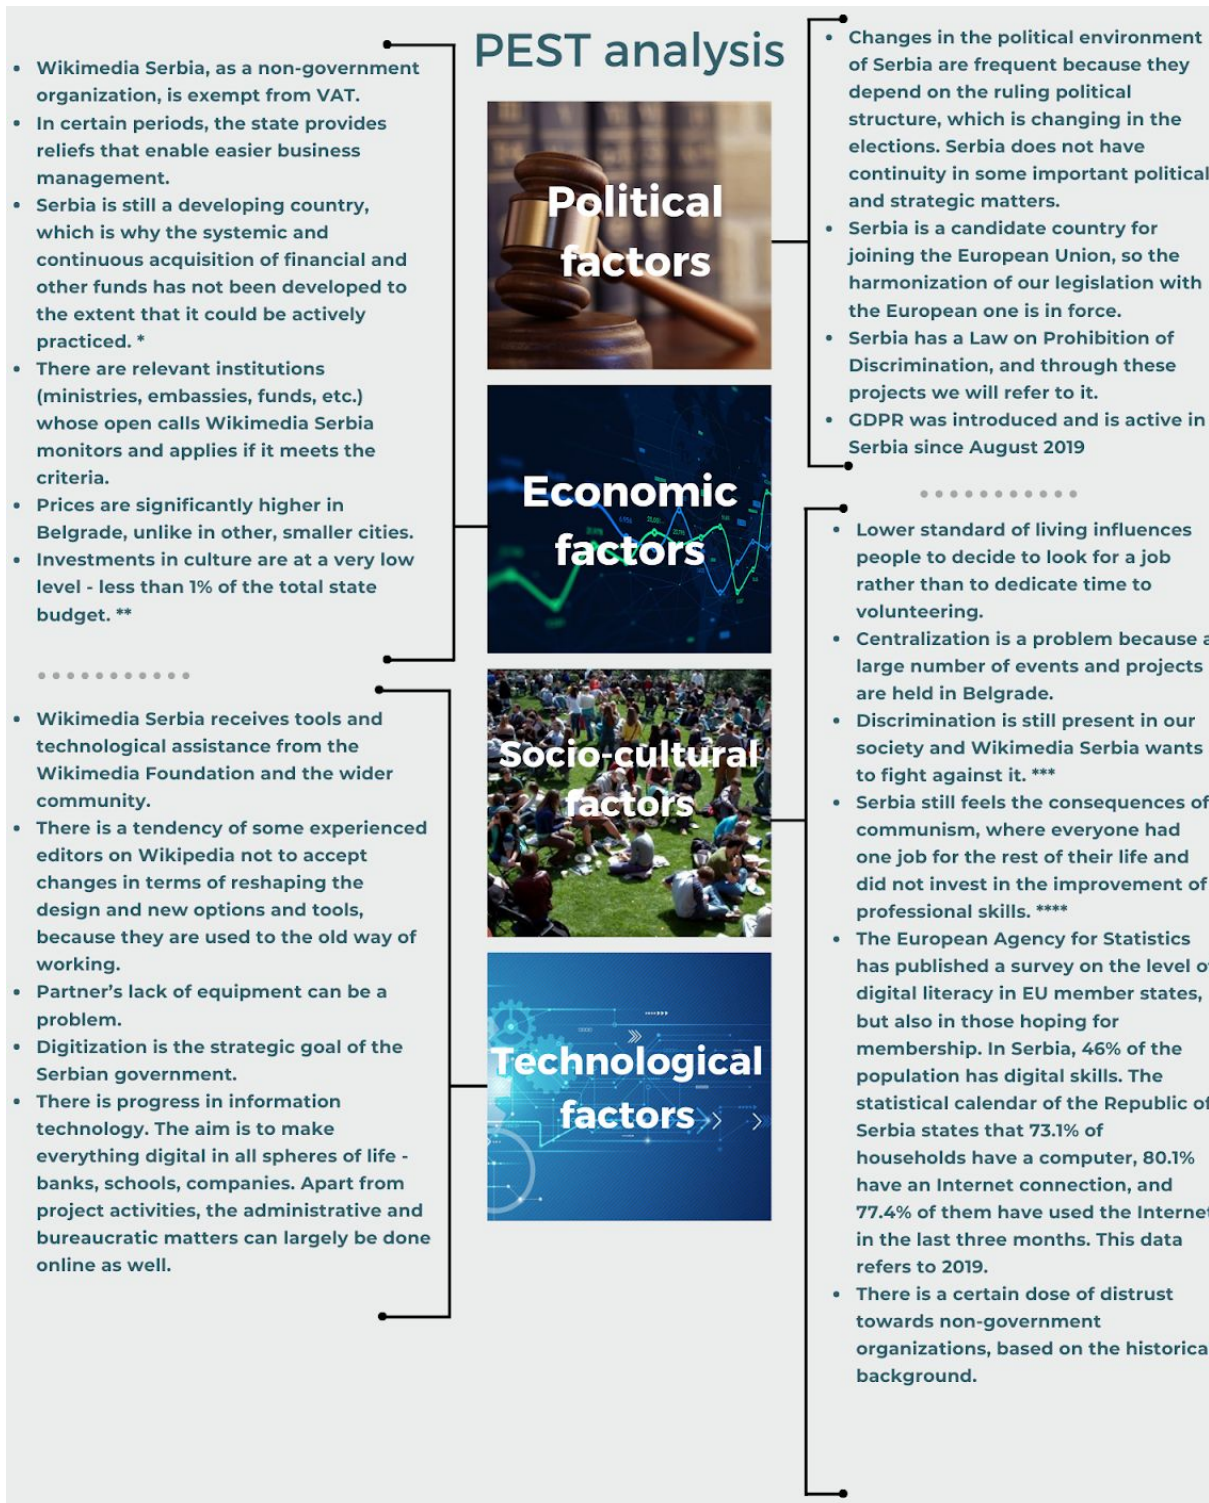 PEST analysis
• Wikimedia Serbia, as a non-government
organization, is exempt from VAT.
• In certain periods, the state provides
reliefs that enable easier business
management.
• Serbia is still a developing country,
which is why the systemic and
continuous acquisition of financial and
other funds has not been developed to
the extent that it could be actively
practiced. *
• There are relevant institutions
(ministries, embassies, funds, etc.)
whose open calls Wikimedia Serbia
monitors and applies if it meets the
criteria.
• Prices are significantly higher in
Belgrade, unlike in other, smaller cities.
• Investments in culture are at a very low
level - less than 1% of the total state
budget. **
• Wikimedia Serbia receives tools and
technological assistance from the
Wikimedia Foundation and the wider
community.
• There is a tendency of some experienced
editors on Wikipedia not to accept
changes in terms of reshaping the
design and new options and tools,
because they are used to the old way of
working.
• Partner's lack of equipment can be a
problem.
• Digitization is the strategic goal of the
Serbian government.
• There is progress in information
technology. The aim is to make
everything digital in all spheres of life -
banks, schools, companies. Apart from
project activities, the administrative and
bureaucratic matters can largely be done
online as well.
Political
factors
Economic
factors
Socio-cultural
factors
Technological
factors
• Changes in the political environment
of Serbia are frequent because they
depend on the ruling political
structure, which is changing in the
elections. Serbia does not have
continuity in some important political
and strategic matters.
• Serbia is a candidate country for
joining the European Union, so the
harmonization of our legislation with
the European one is in force.
• Serbia has a Law on Prohibition of
Discrimination, and through these
projects we will refer to it.
• GDPR was introduced and is active in
Serbia since August 2019
• Lower standard of living influences
people to decide to look for a job
rather than to dedicate time to
volunteering.
• Centralization is a problem because a
large number of events and projects
are held in Belgrade.
• Discrimination is still present in our
society and Wikimedia Serbia wants
to fight against it. ***
• Serbia still feels the consequences of
communism, where everyone had
one job for the rest of their life and
did not invest in the improvement of
professional skills. ****
• The European Agency for Statistics
has published a survey on the level of
digital literacy in EU member states,
but also in those hoping for
membership. In Serbia, 46% of the
population has digital skills. The
statistical calendar of the Republic of
Serbia states that 73.1% of
households have a computer, 80.1%
have an Internet connection, and
77.4% of them have used the Internet
in the last three months. This data
refers to 2019.
• There is a certain dose of distrust
towards non-government
organizations, based on the historica
background.